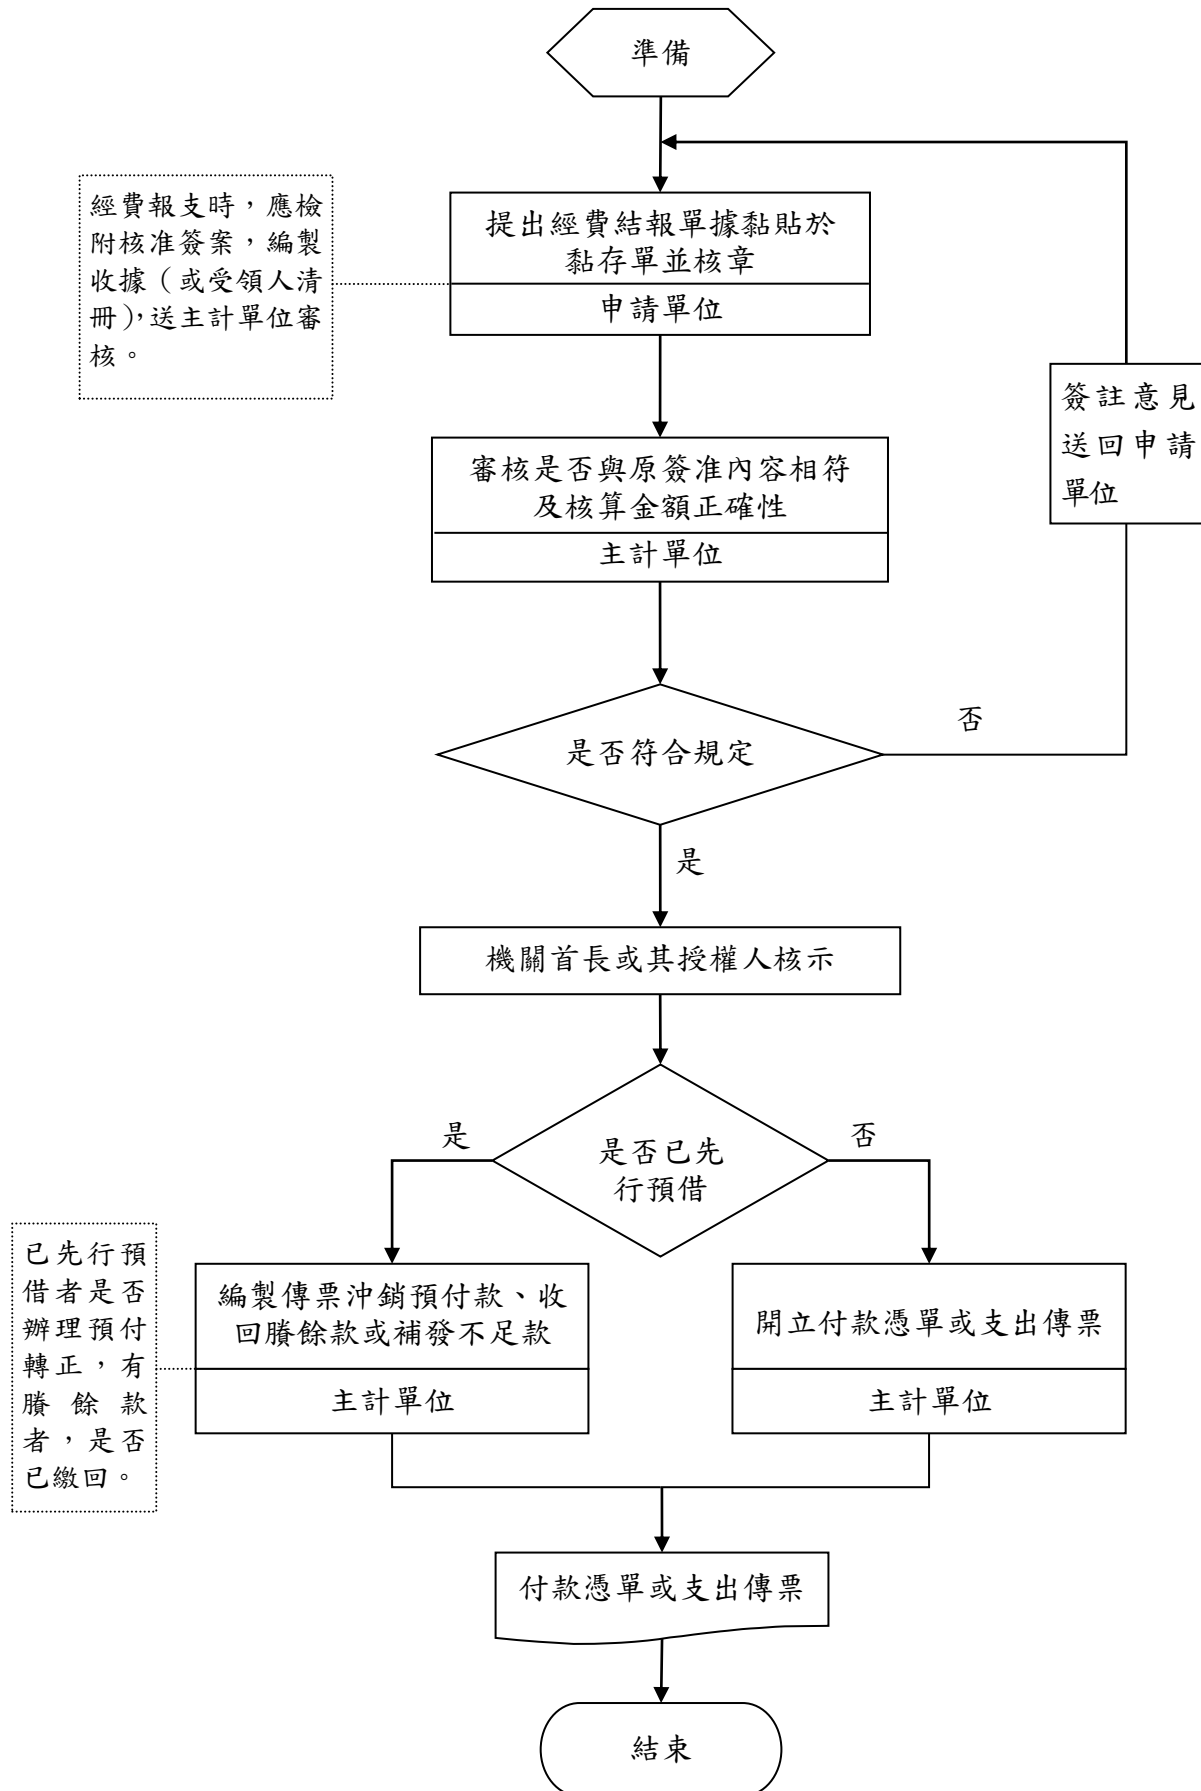 準備
經費報支時，應檢
附核准簽案，編製
收據（或受領人清
冊），送主計單位審
核。
提出經費結報單據黏貼於
黏存單並核章
申請單位
簽註意見
送回申請
單位
審核是否與原簽准內容相符
及核算金額正確性
主計單位
是否符合規定
否
是
機關首長或其授權人核示
是
否
是否已先
行預借
已先行預
借者是否
辦理預付
轉正，有
賸餘款
者，是否
已繳回。
編製傳票沖銷預付款、收
回賸餘款或補發不足款
主計單位
開立付款憑單或支出傳票
主計單位
付款憑單或支出傳票
結束